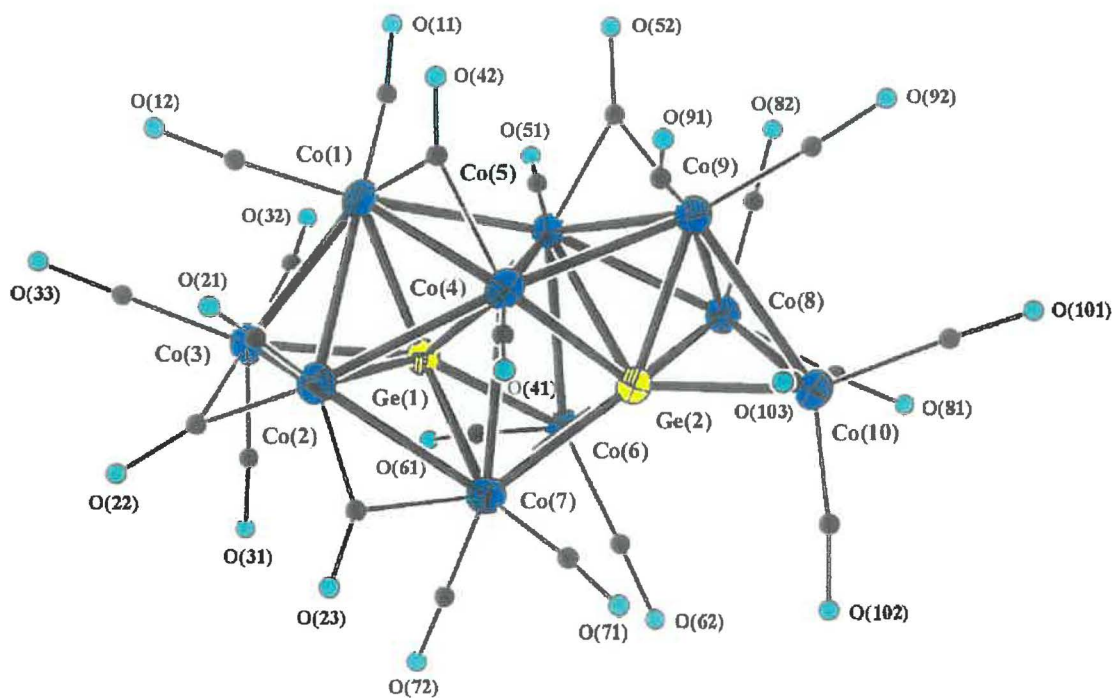 O(11)
O(52)
O(42)
O(12)
O(82)
O(92)
O(51)
O(91)
Co(1)
Co(5)
Co(9)
O(32)
O(33)
O(21)
Co(4)
Co(8)
O(101)
Co(3)
Ge(1)
O(41)
O(103)
Co(2)
Ge(2)
O(81)
Co(6)
Co(10)
O(61)
O(22)
Co(7)
O(31)
O(23)
O(71)
O(62)
O(102)
O(72)